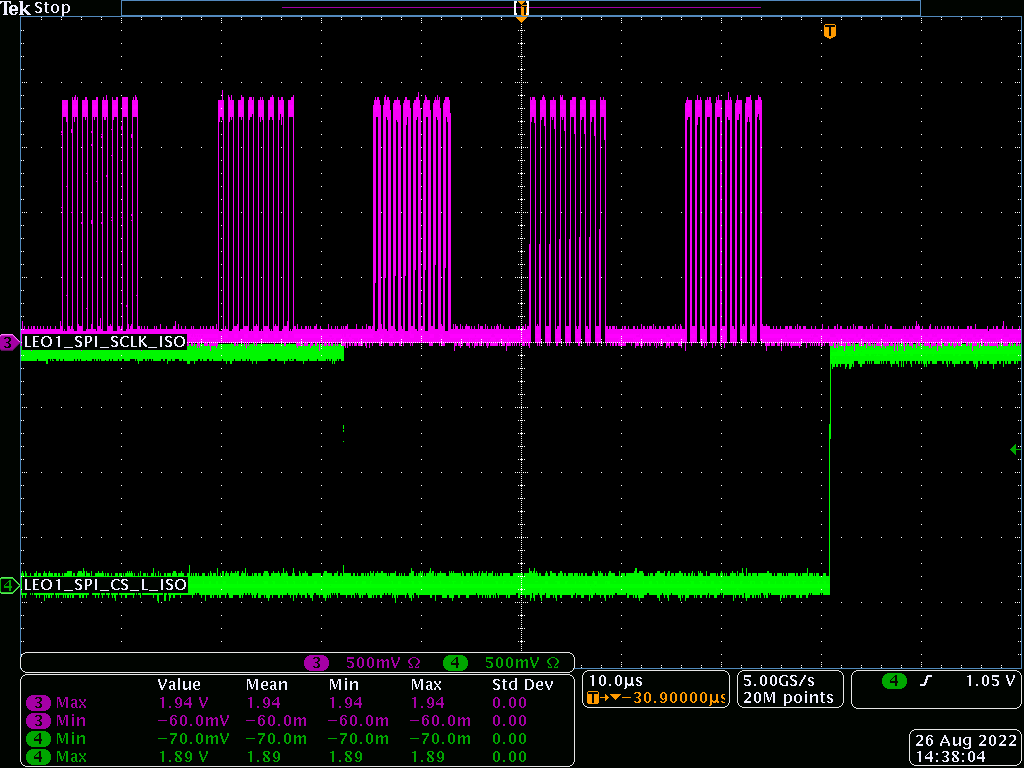 Tek Stop
T
T
3 LEO1_SPI_SCLK_ISO
4 LEO1_SPI_CS_L_ISO
3 500mV Ω 4 500mV Ω
Value Mean Min Max Std Dev
3 Max 1.94 V 1.94 1.94 1.94 0.00
3 Min −60.0mV −60.0m −60.0m −60.0m 0.00
4 Min −70.0mV −70.0m −70.0m −70.0m 0.00
4 Max 1.89 V 1.89 1.89 1.89 0.00
10.0µs
T→▼−30.90000µs
5.00GS/s
20M points
4 1.05 V
26 Aug 2022
14:38:04